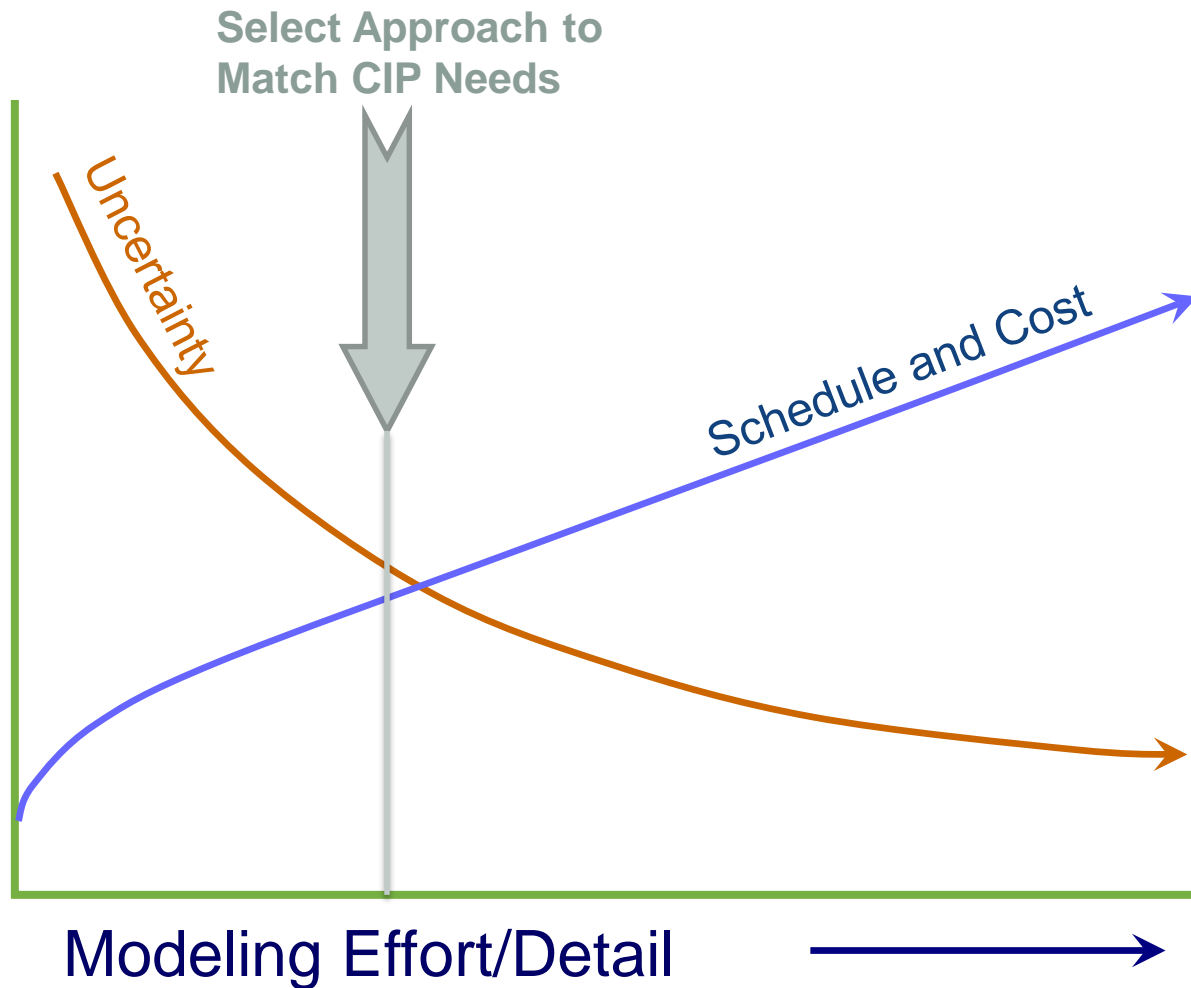 Select Approach to
Match CIP Needs
Uncertainty
Schedule and Cost
Modeling Effort/Detail